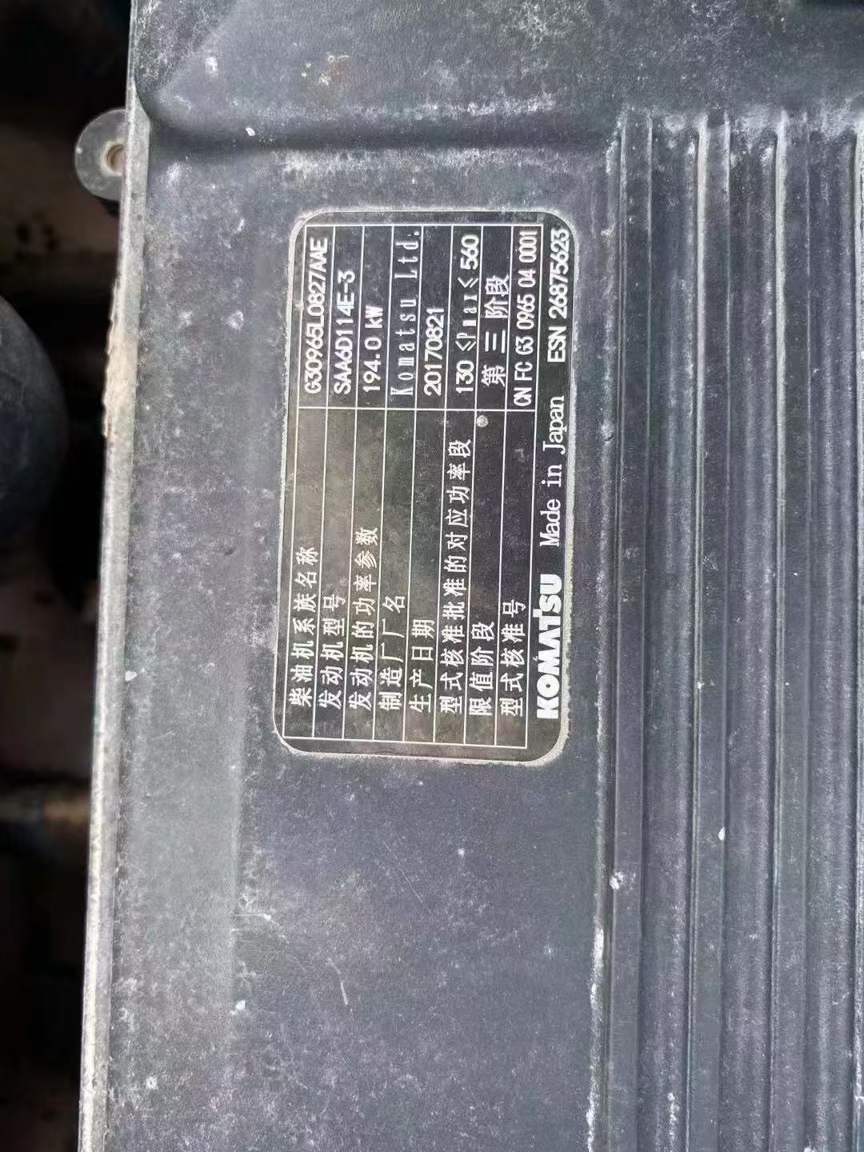 柴油机系族名称 G30965L0827AAE
发动机型号 SAA6D114E-3
发动机的功率参数 194.0 kW
制造厂厂名 Komatsu Ltd.
生产日期 20170821
型式核准批准的对应功率段 130≤Pmax≤560
限值阶段 第三阶段
型式核准号 CN FC G3 0965 04 0001
KOMATSU Made in Japan ESN 26875623